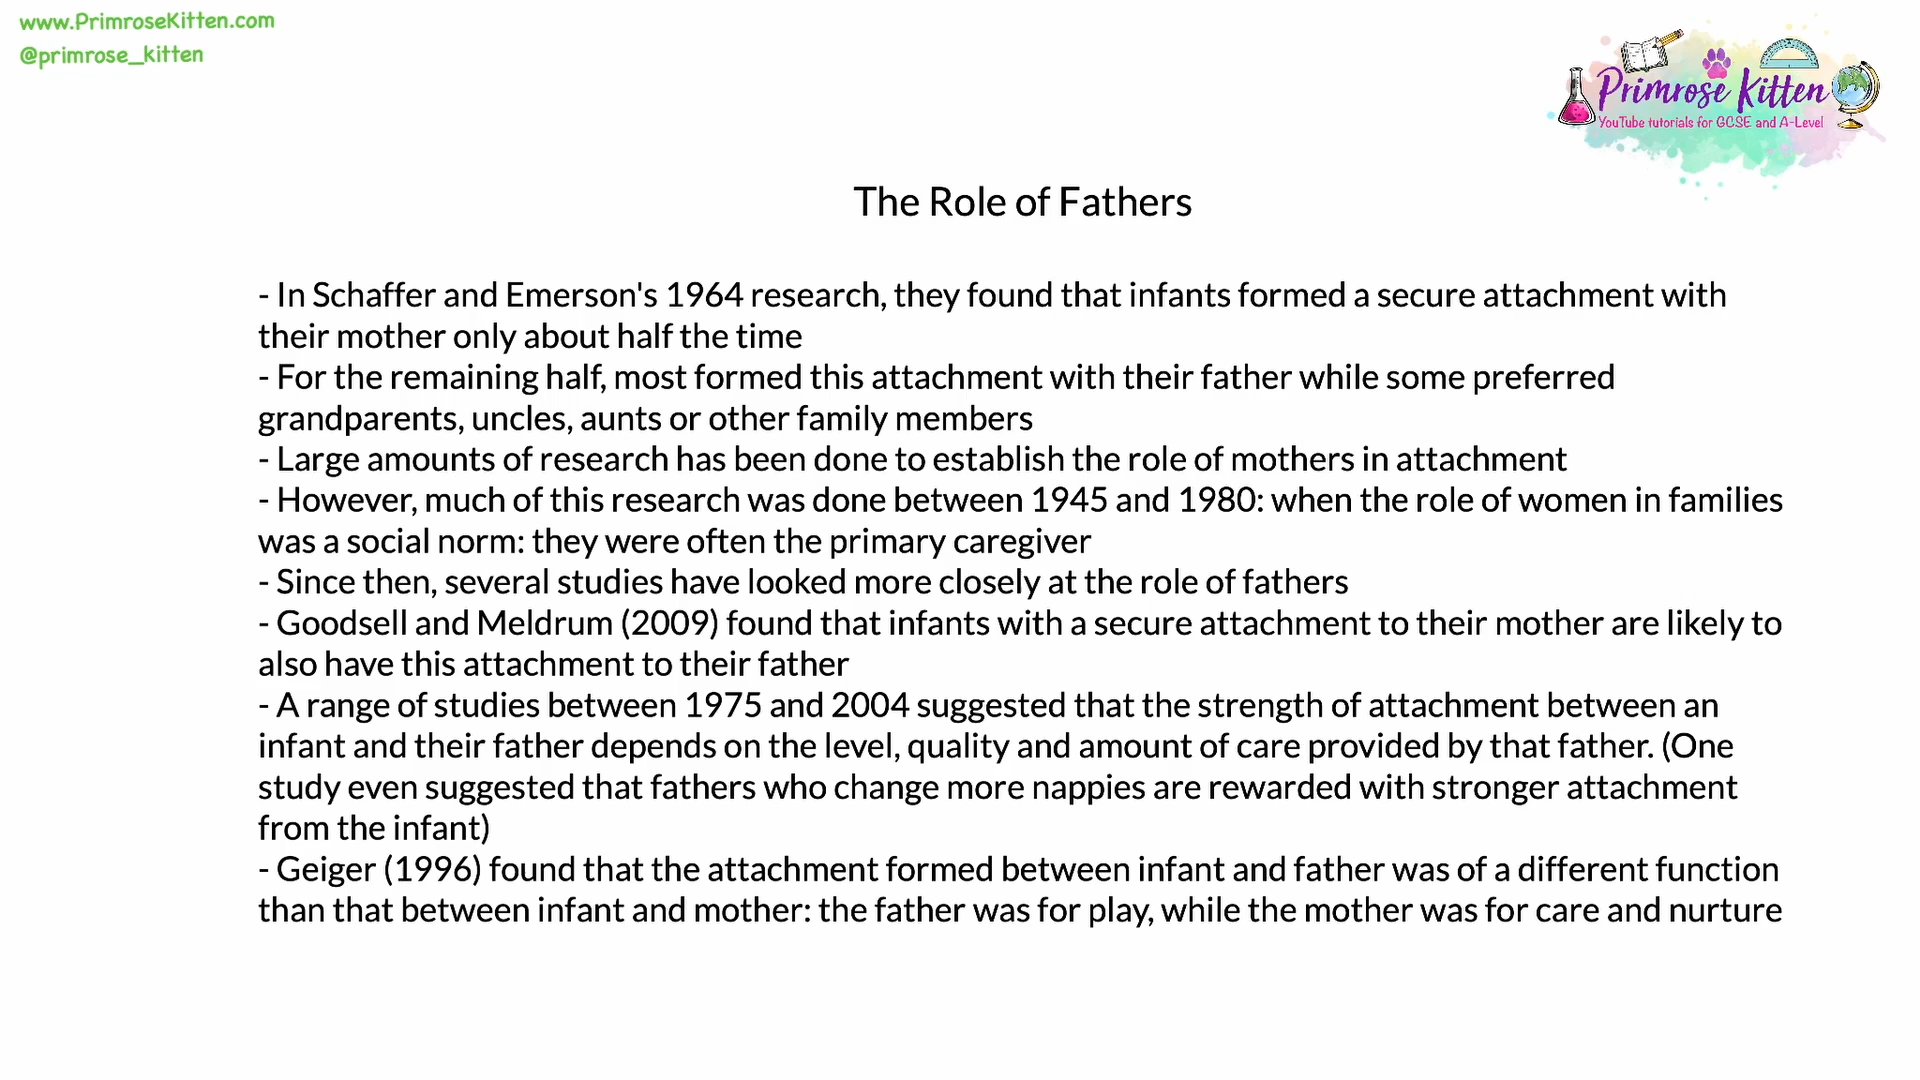 www.PrimroseKitten.com
@primrose_kitten
Primrose Kitten
YouTube tutorials for GCSE and A-Level
The Role of Fathers
- In Schaffer and Emerson's 1964 research, they found that infants formed a secure attachment with
their mother only about half the time
- For the remaining half, most formed this attachment with their father while some preferred
grandparents, uncles, aunts or other family members
- Large amounts of research has been done to establish the role of mothers in attachment
- However, much of this research was done between 1945 and 1980: when the role of women in families
was a social norm: they were often the primary caregiver
- Since then, several studies have looked more closely at the role of fathers
- Goodsell and Meldrum (2009) found that infants with a secure attachment to their mother are likely to
also have this attachment to their father
- A range of studies between 1975 and 2004 suggested that the strength of attachment between an
infant and their father depends on the level, quality and amount of care provided by that father. (One
study even suggested that fathers who change more nappies are rewarded with stronger attachment
from the infant)
- Geiger (1996) found that the attachment formed between infant and father was of a different function
than that between infant and mother: the father was for play, while the mother was for care and nurture